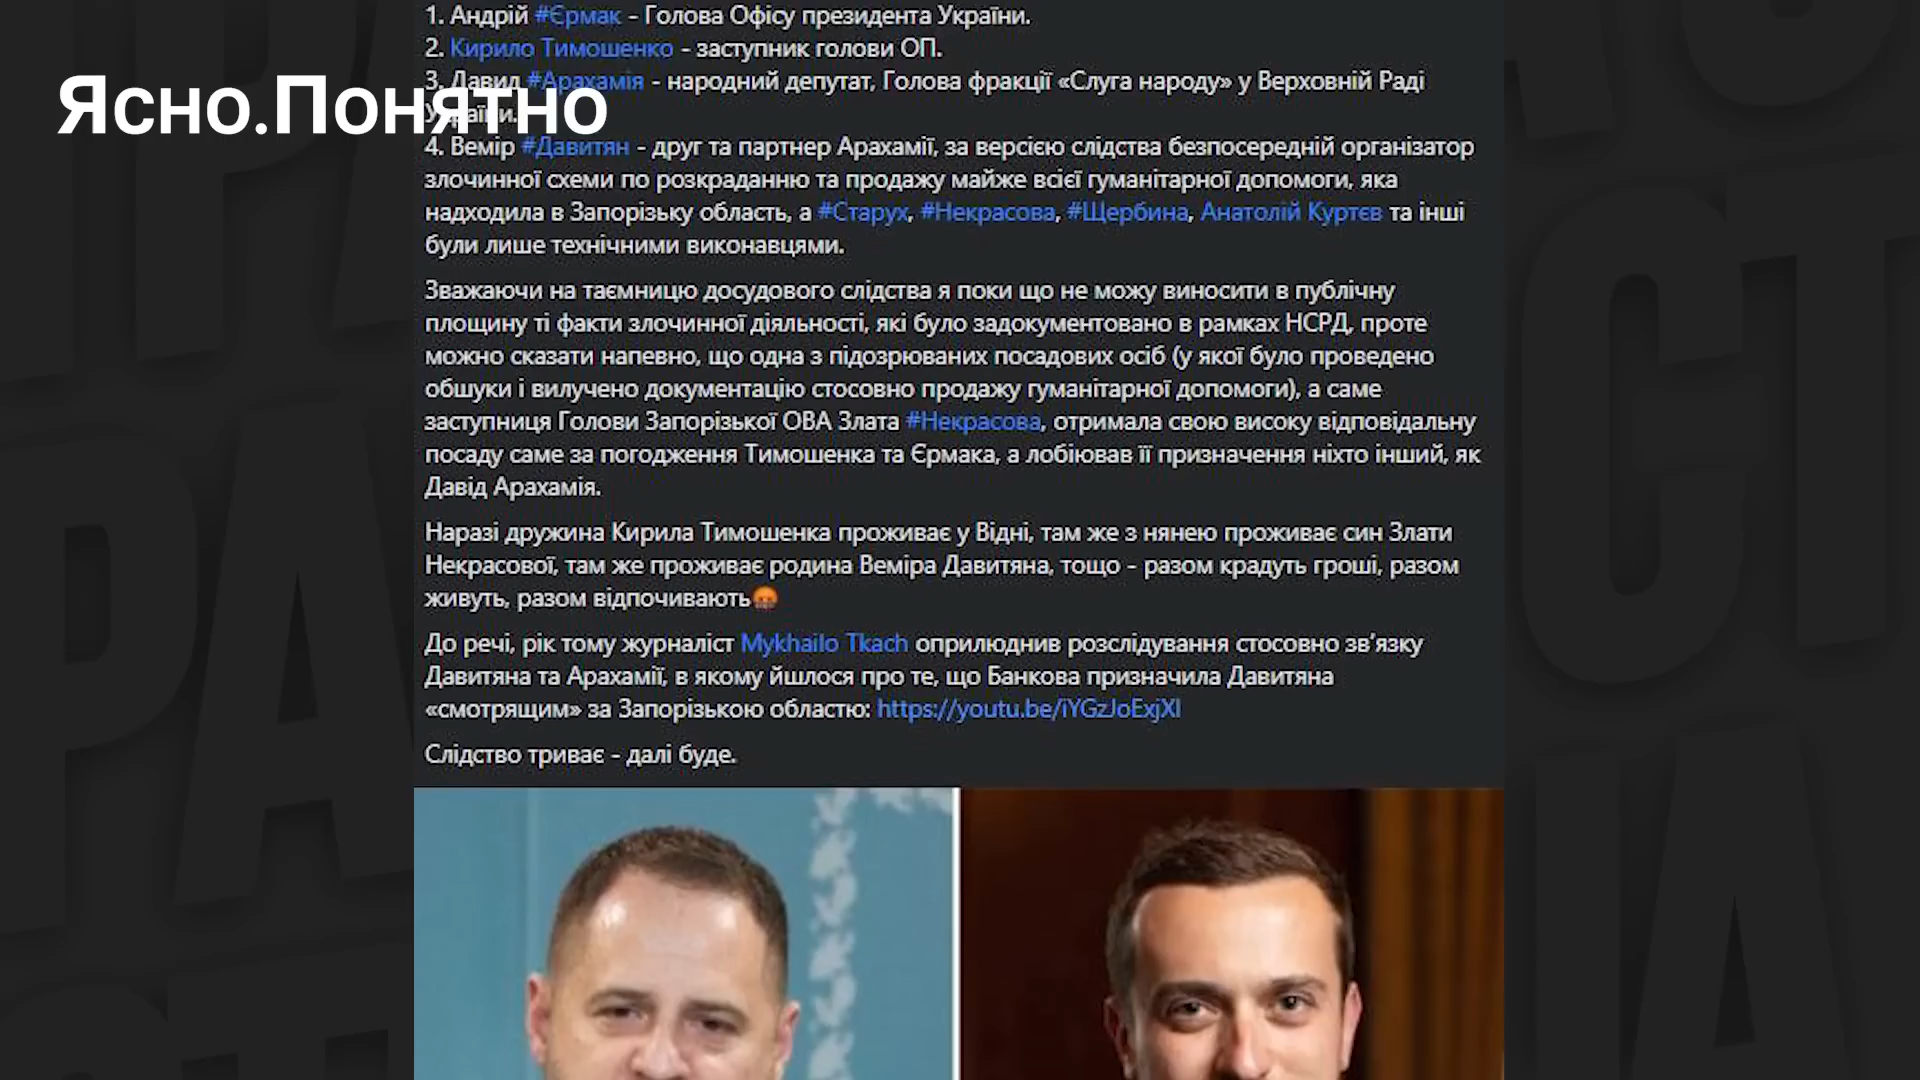 1. Андрій #Єрмак - Голова Офісу президента України.
2. Кирило Тимошенко - заступник голови ОП.
Ясно.Понятно
3. Давид #Арахамія - народний депутат, Голова фракції «Слуга народу» у Верховній Раді
України.
4. Вемір #Давитян - друг та партнер Арахамії, за версією слідства безпосередній організатор
злочинної схеми по розкраданню та продажу майже всієї гуманітарної допомоги, яка
надходила в Запорізьку область, а #Старух, #Некрасова, #Щербина, Анатолій Куртєв та інші
були лише технічними виконавцями.
Зважаючи на таємницю досудового слідства я поки що не можу виносити в публічну
площину ті факти злочинної діяльності, які було задокументовано в рамках НСРД, проте
можно сказати напевно, що одна з підозрюваних посадових осіб (у якої було проведено
обшуки і вилучено документацію стосовно продажу гуманітарної допомоги), а саме
заступниця Голови Запорізької ОВА Злата #Некрасова, отримала свою високу відповідальну
посаду саме за погодження Тимошенка та Єрмака, а лобіював її призначення ніхто інший, як
Давід Арахамія.
Наразі дружина Кирила Тимошенка проживає у Відні, там же з нянею проживає син Злати
Некрасової, там же проживає родина Веміра Давитяна, тощо - разом крадуть гроші, разом
живуть, разом відпочивають
До речі, рік тому журналіст Mykhailo Tkach оприлюднив розслідування стосовно зв’язку
Давитяна та Арахамії, в якому йшлося про те, що Банкова призначила Давитяна
«смотрящим» за Запорізькою областю: https://youtu.be/iYGzJoExjXI
Слідство триває - далі буде.